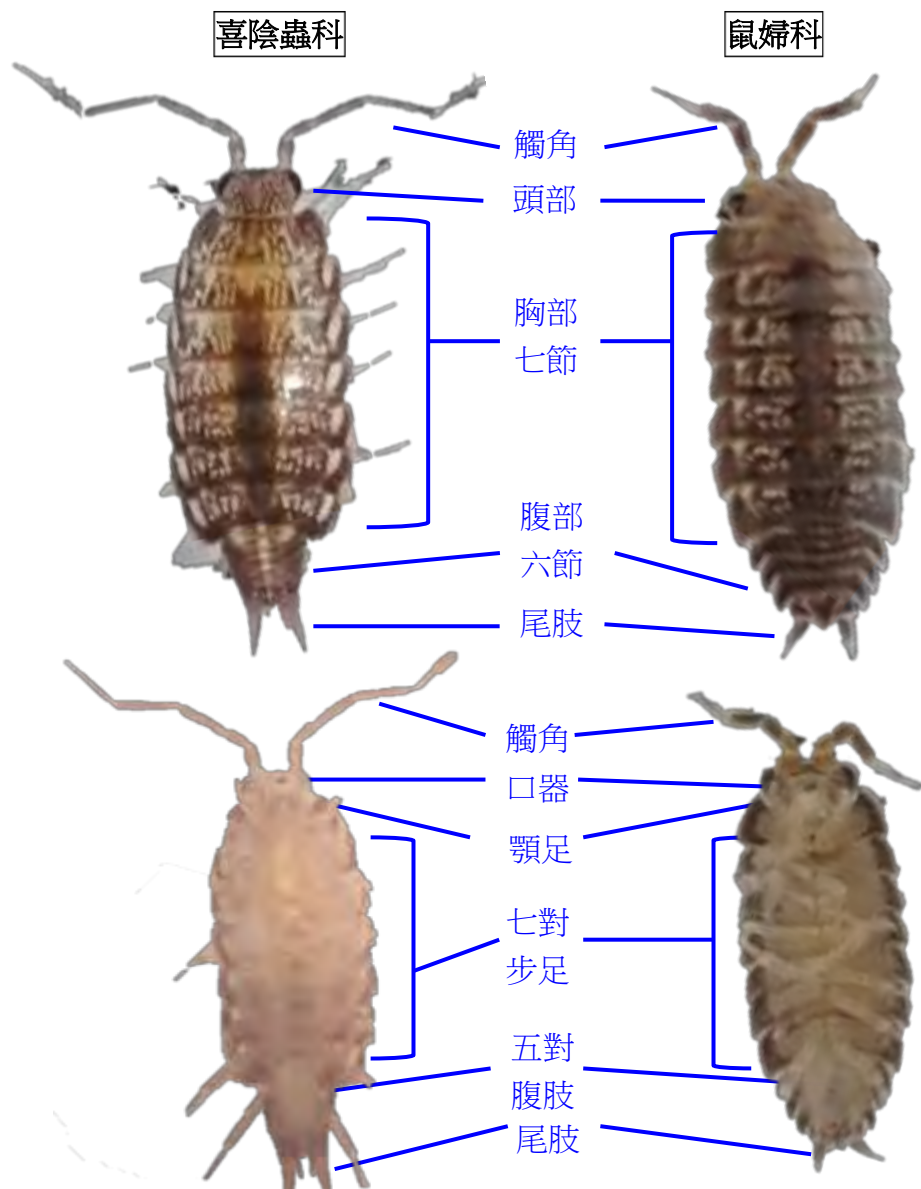 喜陰蟲科
鼠婦科
觸角
頭部
胸部
七節
腹部
六節
尾肢
觸角
口器
顎足
七對
步足
五對
腹肢
尾肢